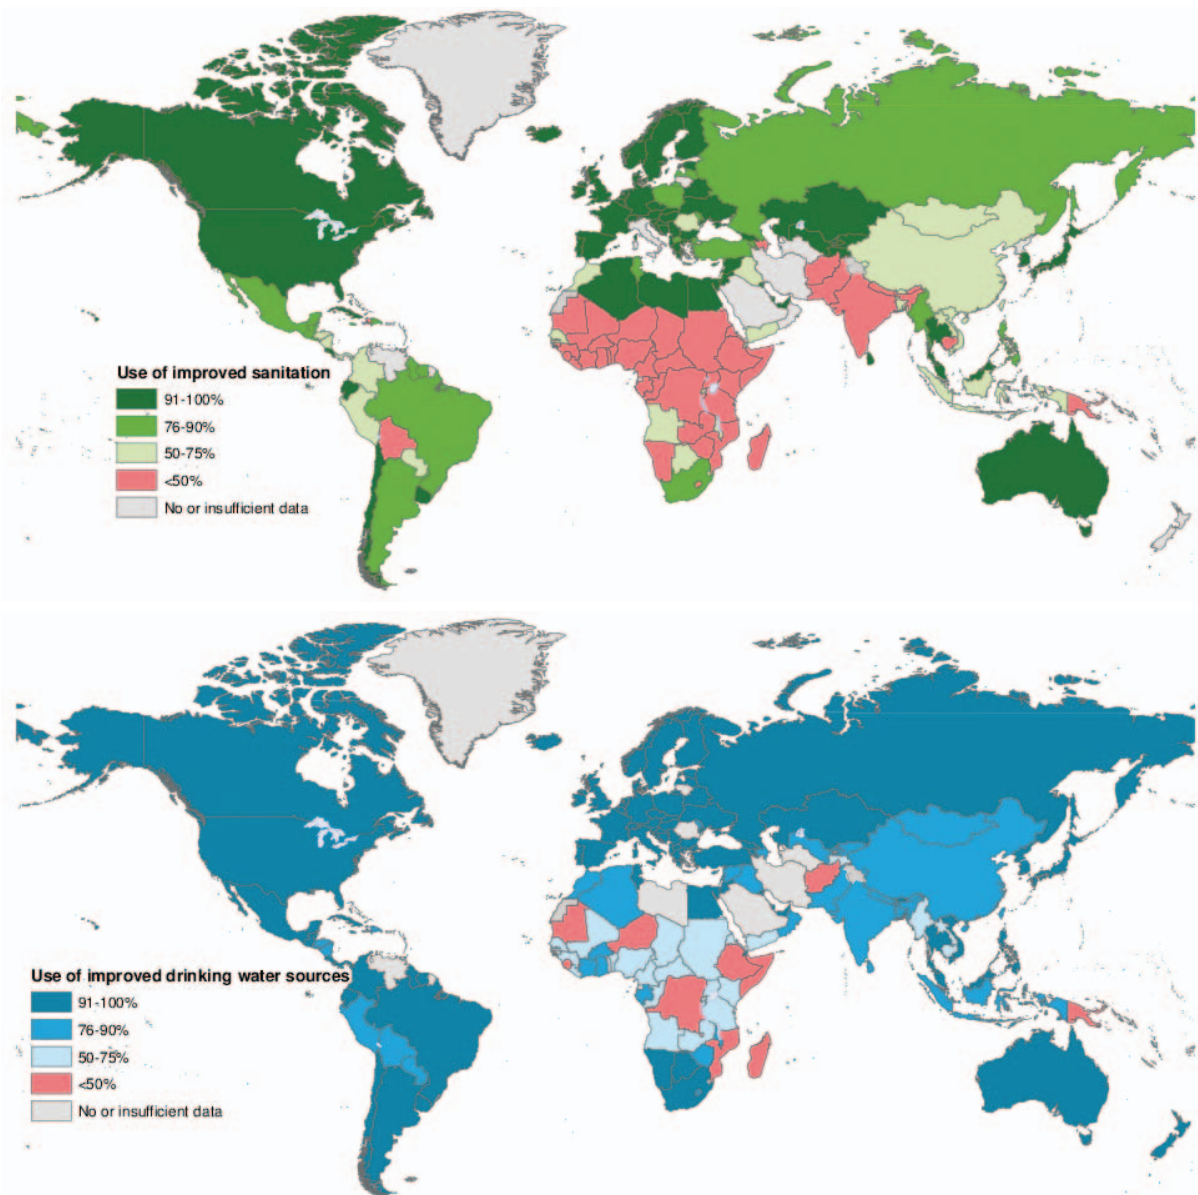 Use of improved sanitation
91-100%
76-90%
50-75%
<50%
No or insufficient data
Use of improved drinking water sources
91-100%
76-90%
50-75%
<50%
No or insufficient data